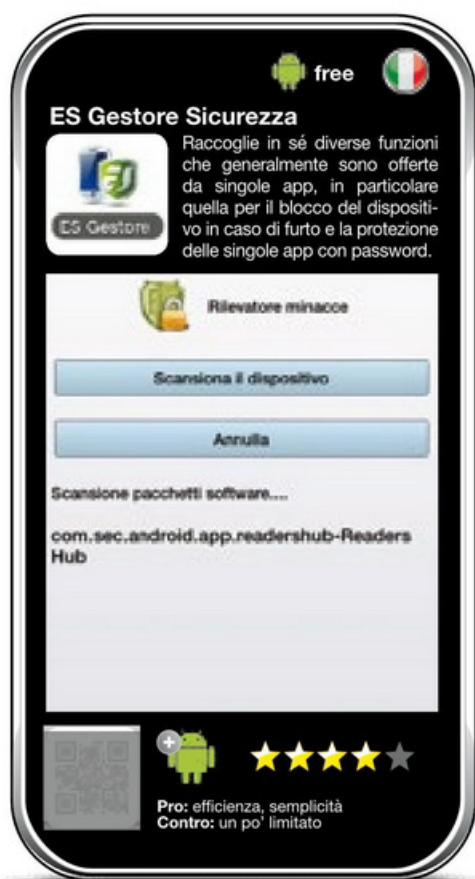 free
ES Gestore Sicurezza
Raccoglie in sé diverse funzioni
che generalmente sono offerte
da singole app, in particolare
quella per il blocco del dispositi-
vo in caso di furto e la protezione
delle singole app con password.
ES Gestore
Rilevatore minacce
Scansiona il dispositivo
Annulla
Scansione pacchetti software....
com.sec.android.app.readershub-Readers
Hub
Pro: efficienza, semplicità
Contro: un po' limitato